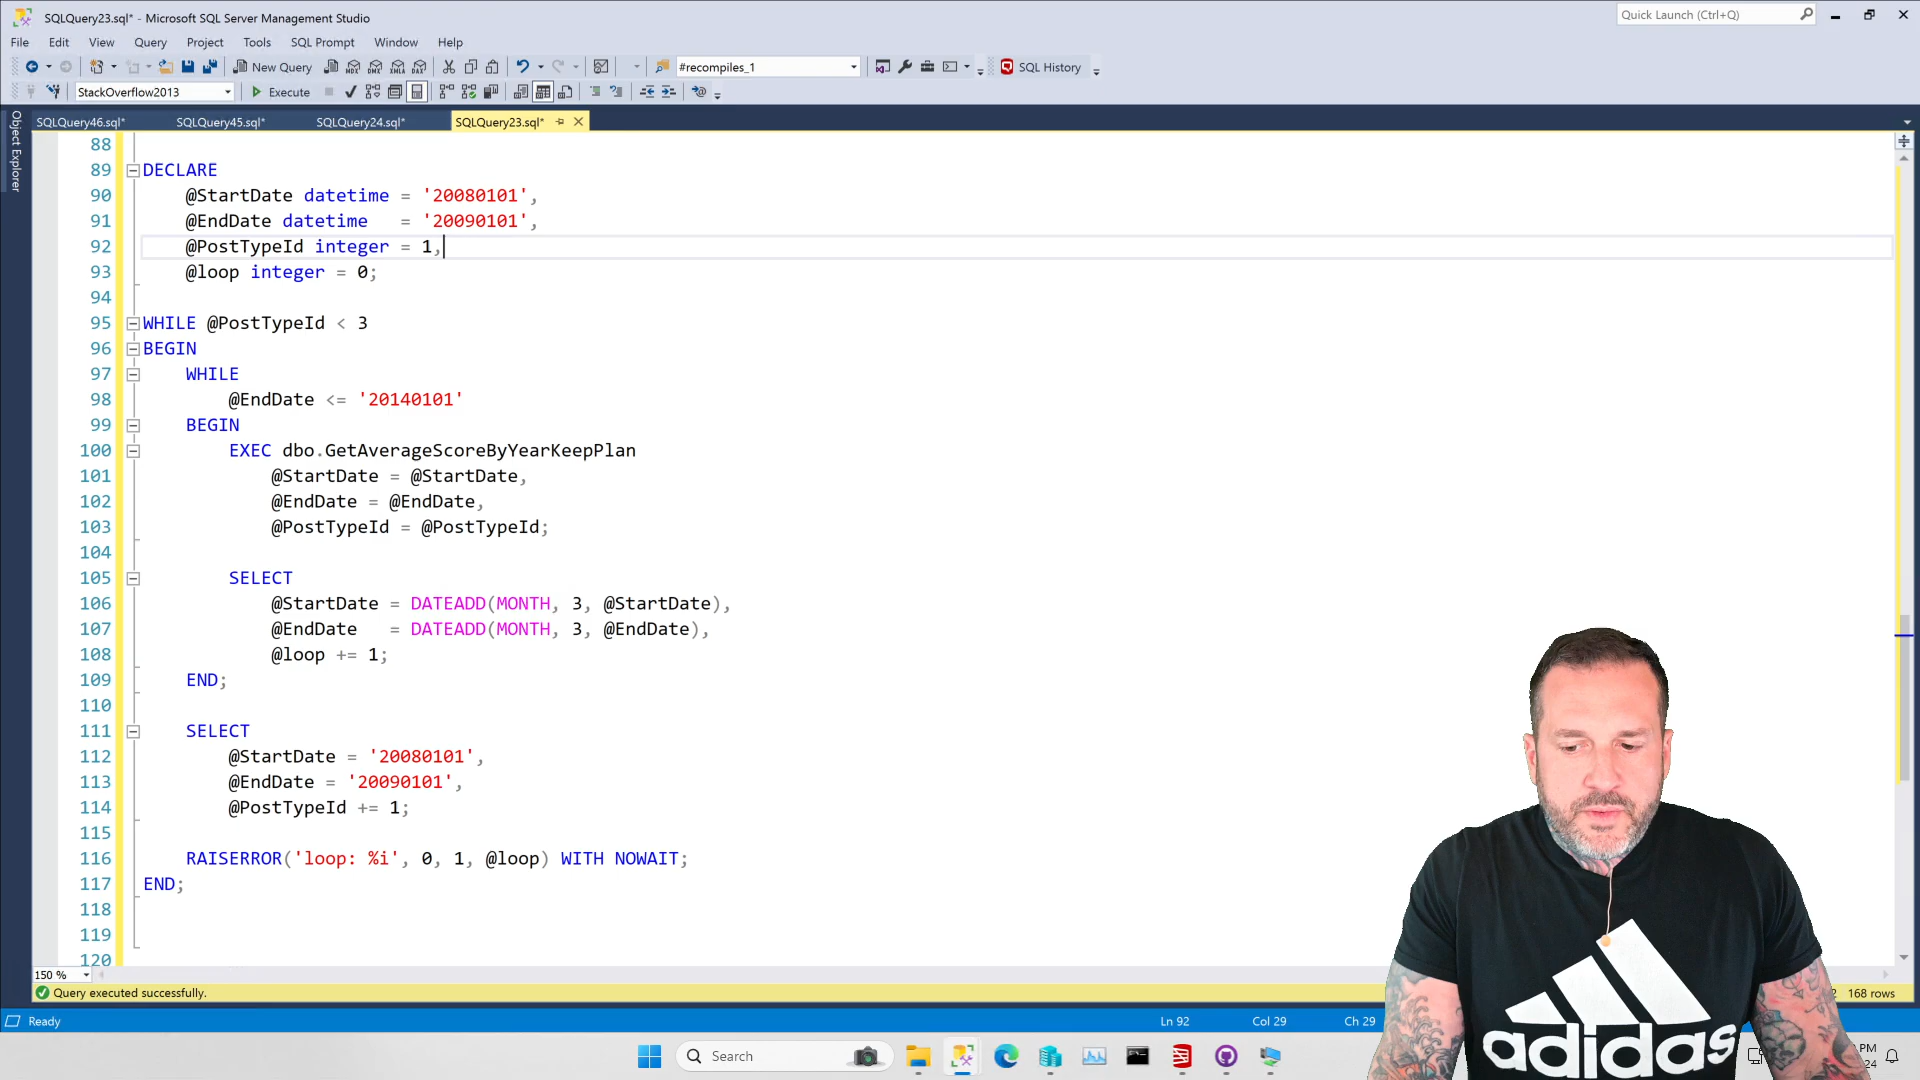 SQLQuery23.sql* - Microsoft SQL Server Management Studio
Quick Launch (Ctrl+Q)
File Edit View Query Project Tools SQL Prompt Window Help
New Query
MDX DMX XMLA DAX
#recompiles_1
SQL History
StackOverflow2013
Execute
Object Explorer
SQLQuery46.sql* SQLQuery45.sql* SQLQuery24.sql* SQLQuery23.sql*
88
89 DECLARE
90 @StartDate datetime = '20080101',
91 @EndDate datetime = '20090101',
92 @PostTypeId integer = 1,
93 @loop integer = 0;
94
95 WHILE @PostTypeId < 3
96 BEGIN
97 WHILE
98 @EndDate <= '20140101'
99 BEGIN
100 EXEC dbo.GetAverageScoreByYearKeepPlan
101 @StartDate = @StartDate,
102 @EndDate = @EndDate,
103 @PostTypeId = @PostTypeId;
104
105 SELECT
106 @StartDate = DATEADD(MONTH, 3, @StartDate),
107 @EndDate = DATEADD(MONTH, 3, @EndDate),
108 @loop += 1;
109 END;
110
111 SELECT
112 @StartDate = '20080101',
113 @EndDate = '20090101',
114 @PostTypeId += 1;
115
116 RAISERROR('loop: %i', 0, 1, @loop) WITH NOWAIT;
117 END;
118
119
120
150 %
Query executed successfully.
168 rows
Ready
Ln 92 Col 29 Ch 29
Search
PM
24
adidas